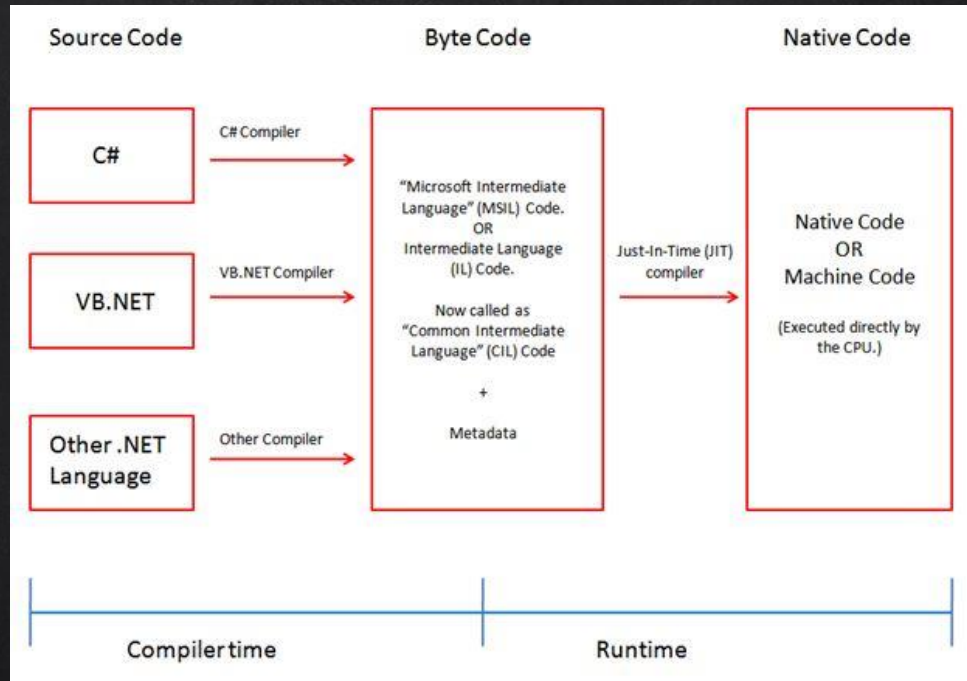 Source Code
Byte Code
Native Code
C#
C# Compiler
VB.NET
VB.NET Compiler
Other .NET
Language
Other Compiler
"Microsoft Intermediate
Language" (MSIL) Code.
OR
Intermediate Language
(IL) Code.
Now called as
"Common Intermediate
Language" (CIL) Code
+
Metadata
Just-In-Time (JIT)
compiler
Native Code
OR
Machine Code
(Executed directly by
the CPU.)
Compiler time
Runtime